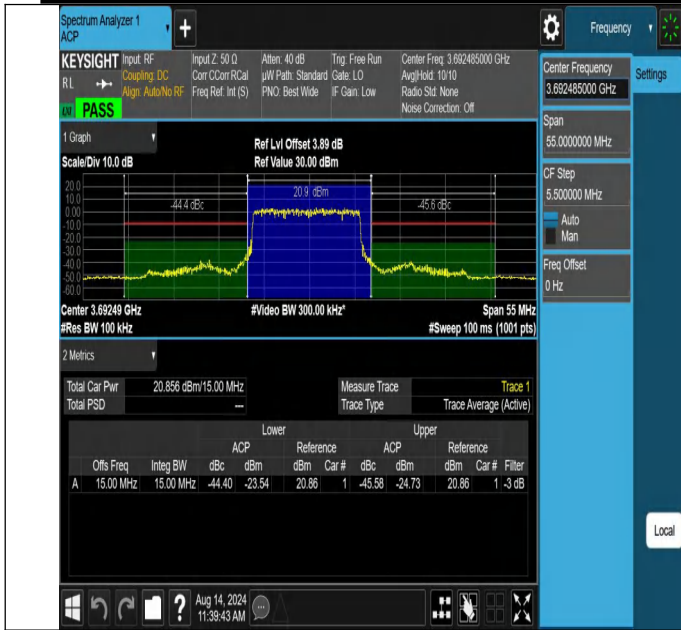 Spectrum Analyzer 1
ACP
+
Frequency
KEYSIGHT
RL
PASS
Input: RF
Coupling: DC
Align: Auto/No RF
Input Z: 50 Ω
Corr CCorr RCal
Freq Ref: Int (S)
Atten: 40 dB
µW Path: Standard
PNO: Best Wide
Trig: Free Run
Gate: LO
IF Gain: Low
Center Freq: 3.692485000 GHz
Avg|Hold: 10/10
Radio Std: None
Noise Correction: Off
Center Frequency
3.692485000 GHz
Settings
Span
55.0000000 MHz
CF Step
5.500000 MHz
Auto
Man
Freq Offset
0 Hz
1 Graph
Scale/Div 10.0 dB
Ref Lvl Offset 3.89 dB
Ref Value 30.00 dBm
20.0
10.0
0.00
-10.0
-20.0
-30.0
-40.0
-50.0
-60.0
-44.4 dBc
20.9 dBm
-45.6 dBc
Center 3.69249 GHz
#Video BW 300.00 kHz*
Span 55 MHz
#Res BW 100 kHz
#Sweep 100 ms (1001 pts)
2 Metrics
Total Car Pwr 20.856 dBm/15.00 MHz
Total PSD ---
Measure Trace Trace 1
Trace Type Trace Average (Active)
Lower Upper
ACP Reference ACP Reference
Offs Freq Integ BW dBc dBm dBm Car # dBc dBm dBm Car # Filter
A 15.00 MHz 15.00 MHz -44.40 -23.54 20.86 1 -45.58 -24.73 20.86 1 -3 dB
Local
?
Aug 14, 2024
11:39:43 AM